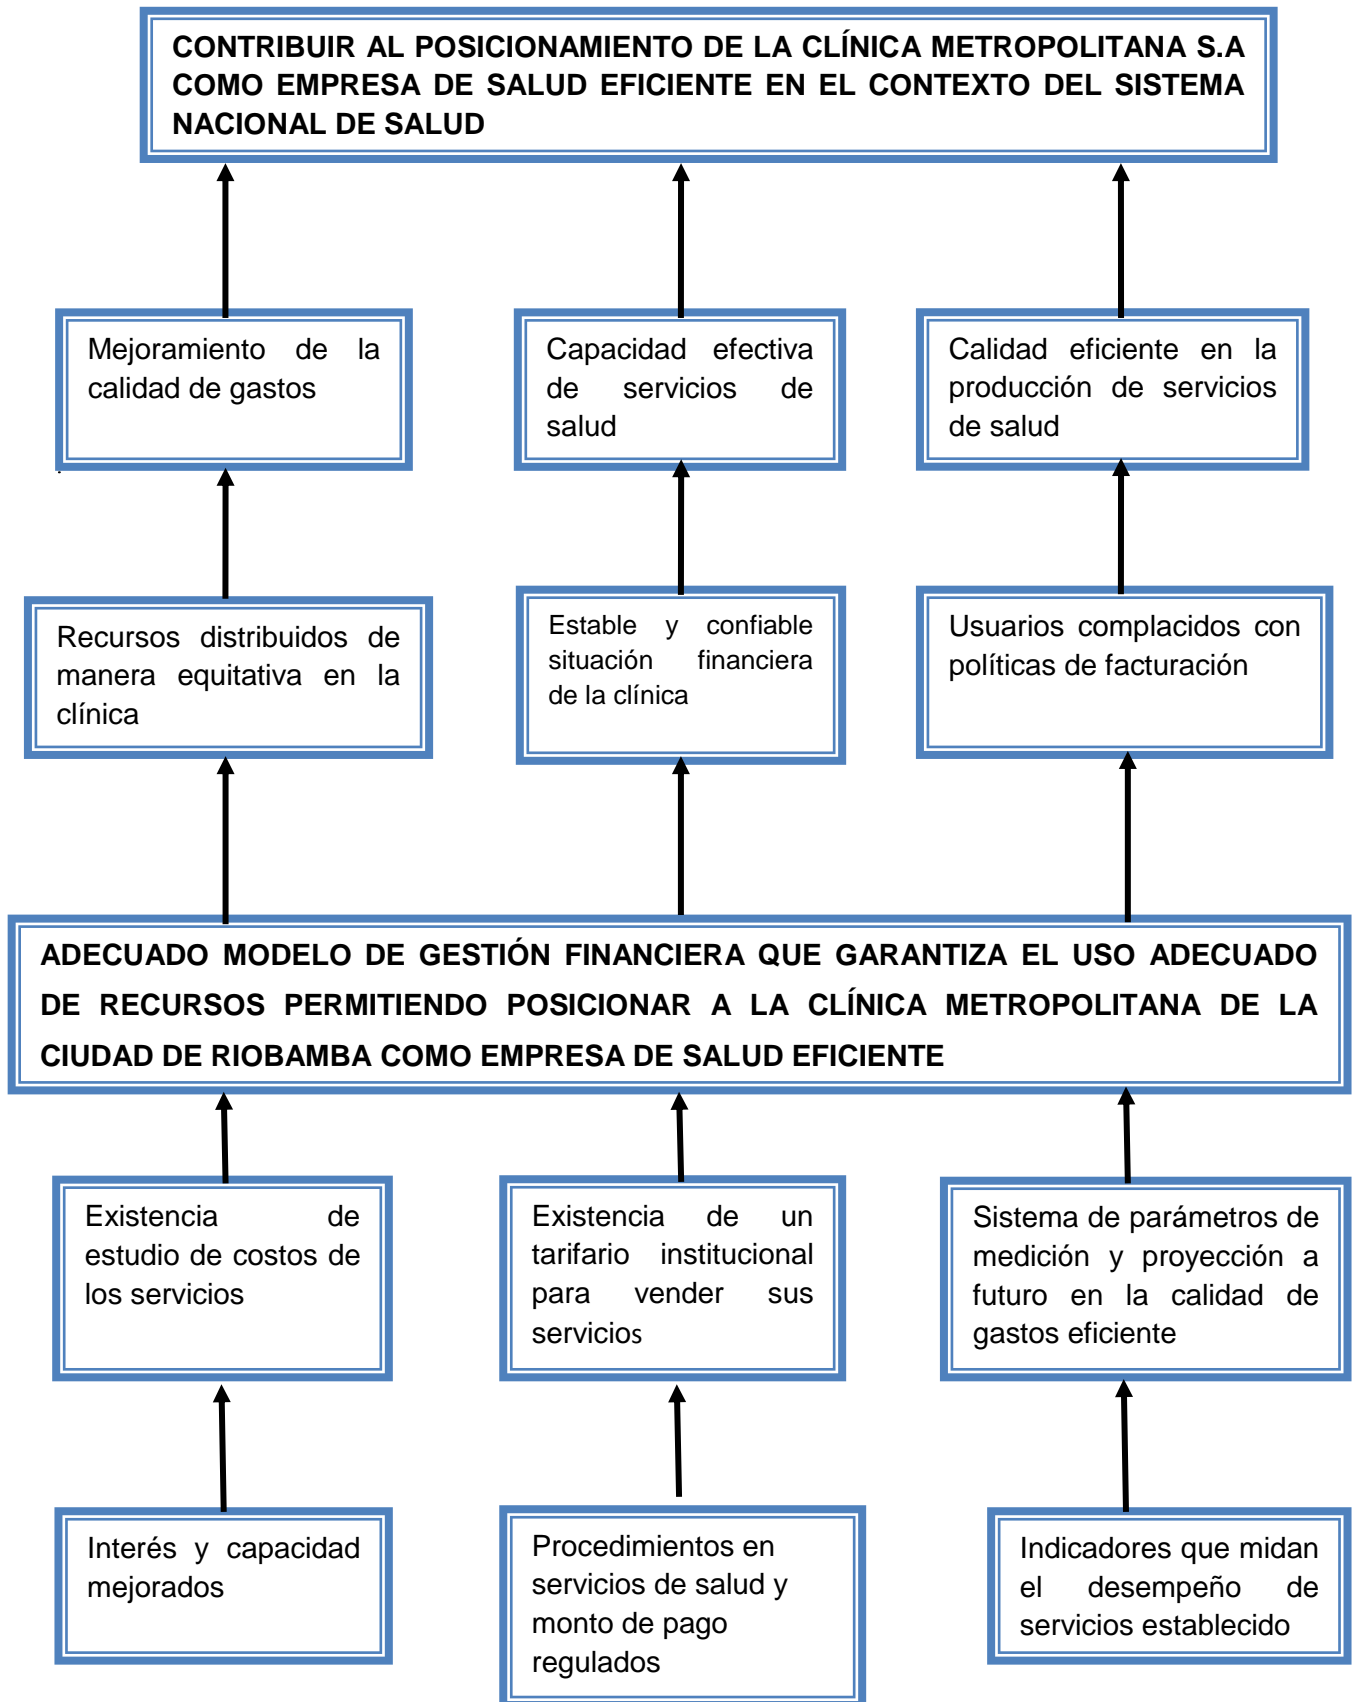 CONTRIBUIR AL POSICIONAMIENTO DE LA CLÍNICA METROPOLITANA S.A
COMO EMPRESA DE SALUD EFICIENTE EN EL CONTEXTO DEL SISTEMA
NACIONAL DE SALUD
Mejoramiento de la
calidad de gastos
Capacidad efectiva
de servicios de
salud
Calidad eficiente en la
producción de servicios
de salud
Recursos distribuidos de
manera equitativa en la
clínica
Estable y confiable
situación financiera
de la clínica
Usuarios complacidos con
políticas de facturación
ADECUADO MODELO DE GESTIÓN FINANCIERA QUE GARANTIZA EL USO ADECUADO
DE RECURSOS PERMITIENDO POSICIONAR A LA CLÍNICA METROPOLITANA DE LA
CIUDAD DE RIOBAMBA COMO EMPRESA DE SALUD EFICIENTE
Existencia de
estudio de costos de
los servicios
Existencia de un
tarifario institucional
para vender sus
servicios
Sistema de parámetros de
medición y proyección a
futuro en la calidad de
gastos eficiente
Interés y capacidad
mejorados
Procedimientos en
servicios de salud y
monto de pago
regulados
Indicadores que midan
el desempeño de
servicios establecido